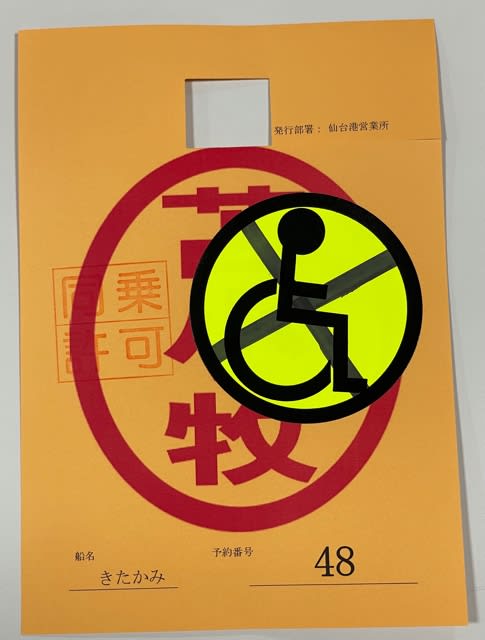 発行部署： 仙台港営業所
同乗
許可
牧
船名
きたかみ
予約番号
48